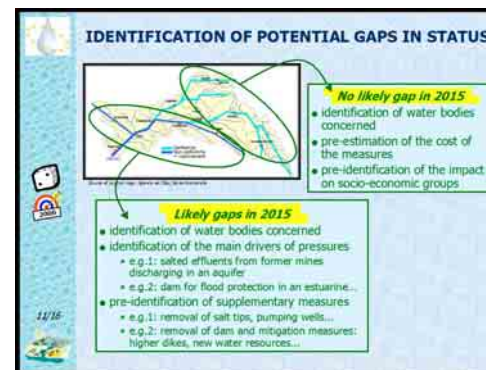 IDENTIFICATION OF POTENTIAL GAPS IN STATUS
No likely gap in 2015
● identification of water bodies
concerned
● pre-estimation of the cost of
the measures
● pre-identification of the impact
on socio-economic groups
Likely gaps in 2015
● identification of water bodies concerned
● identification of the main drivers of pressures
● e.g.1: salted effluents from former mines
discharging in an aquifer
● e.g.2: dam for flood protection in an estuarine...
● pre-identification of supplementary measures
● e.g.1: removal of salt tips, pumping wells...
● e.g.2: removal of dam and mitigation measures:
higher dikes, new water resources...
11/16